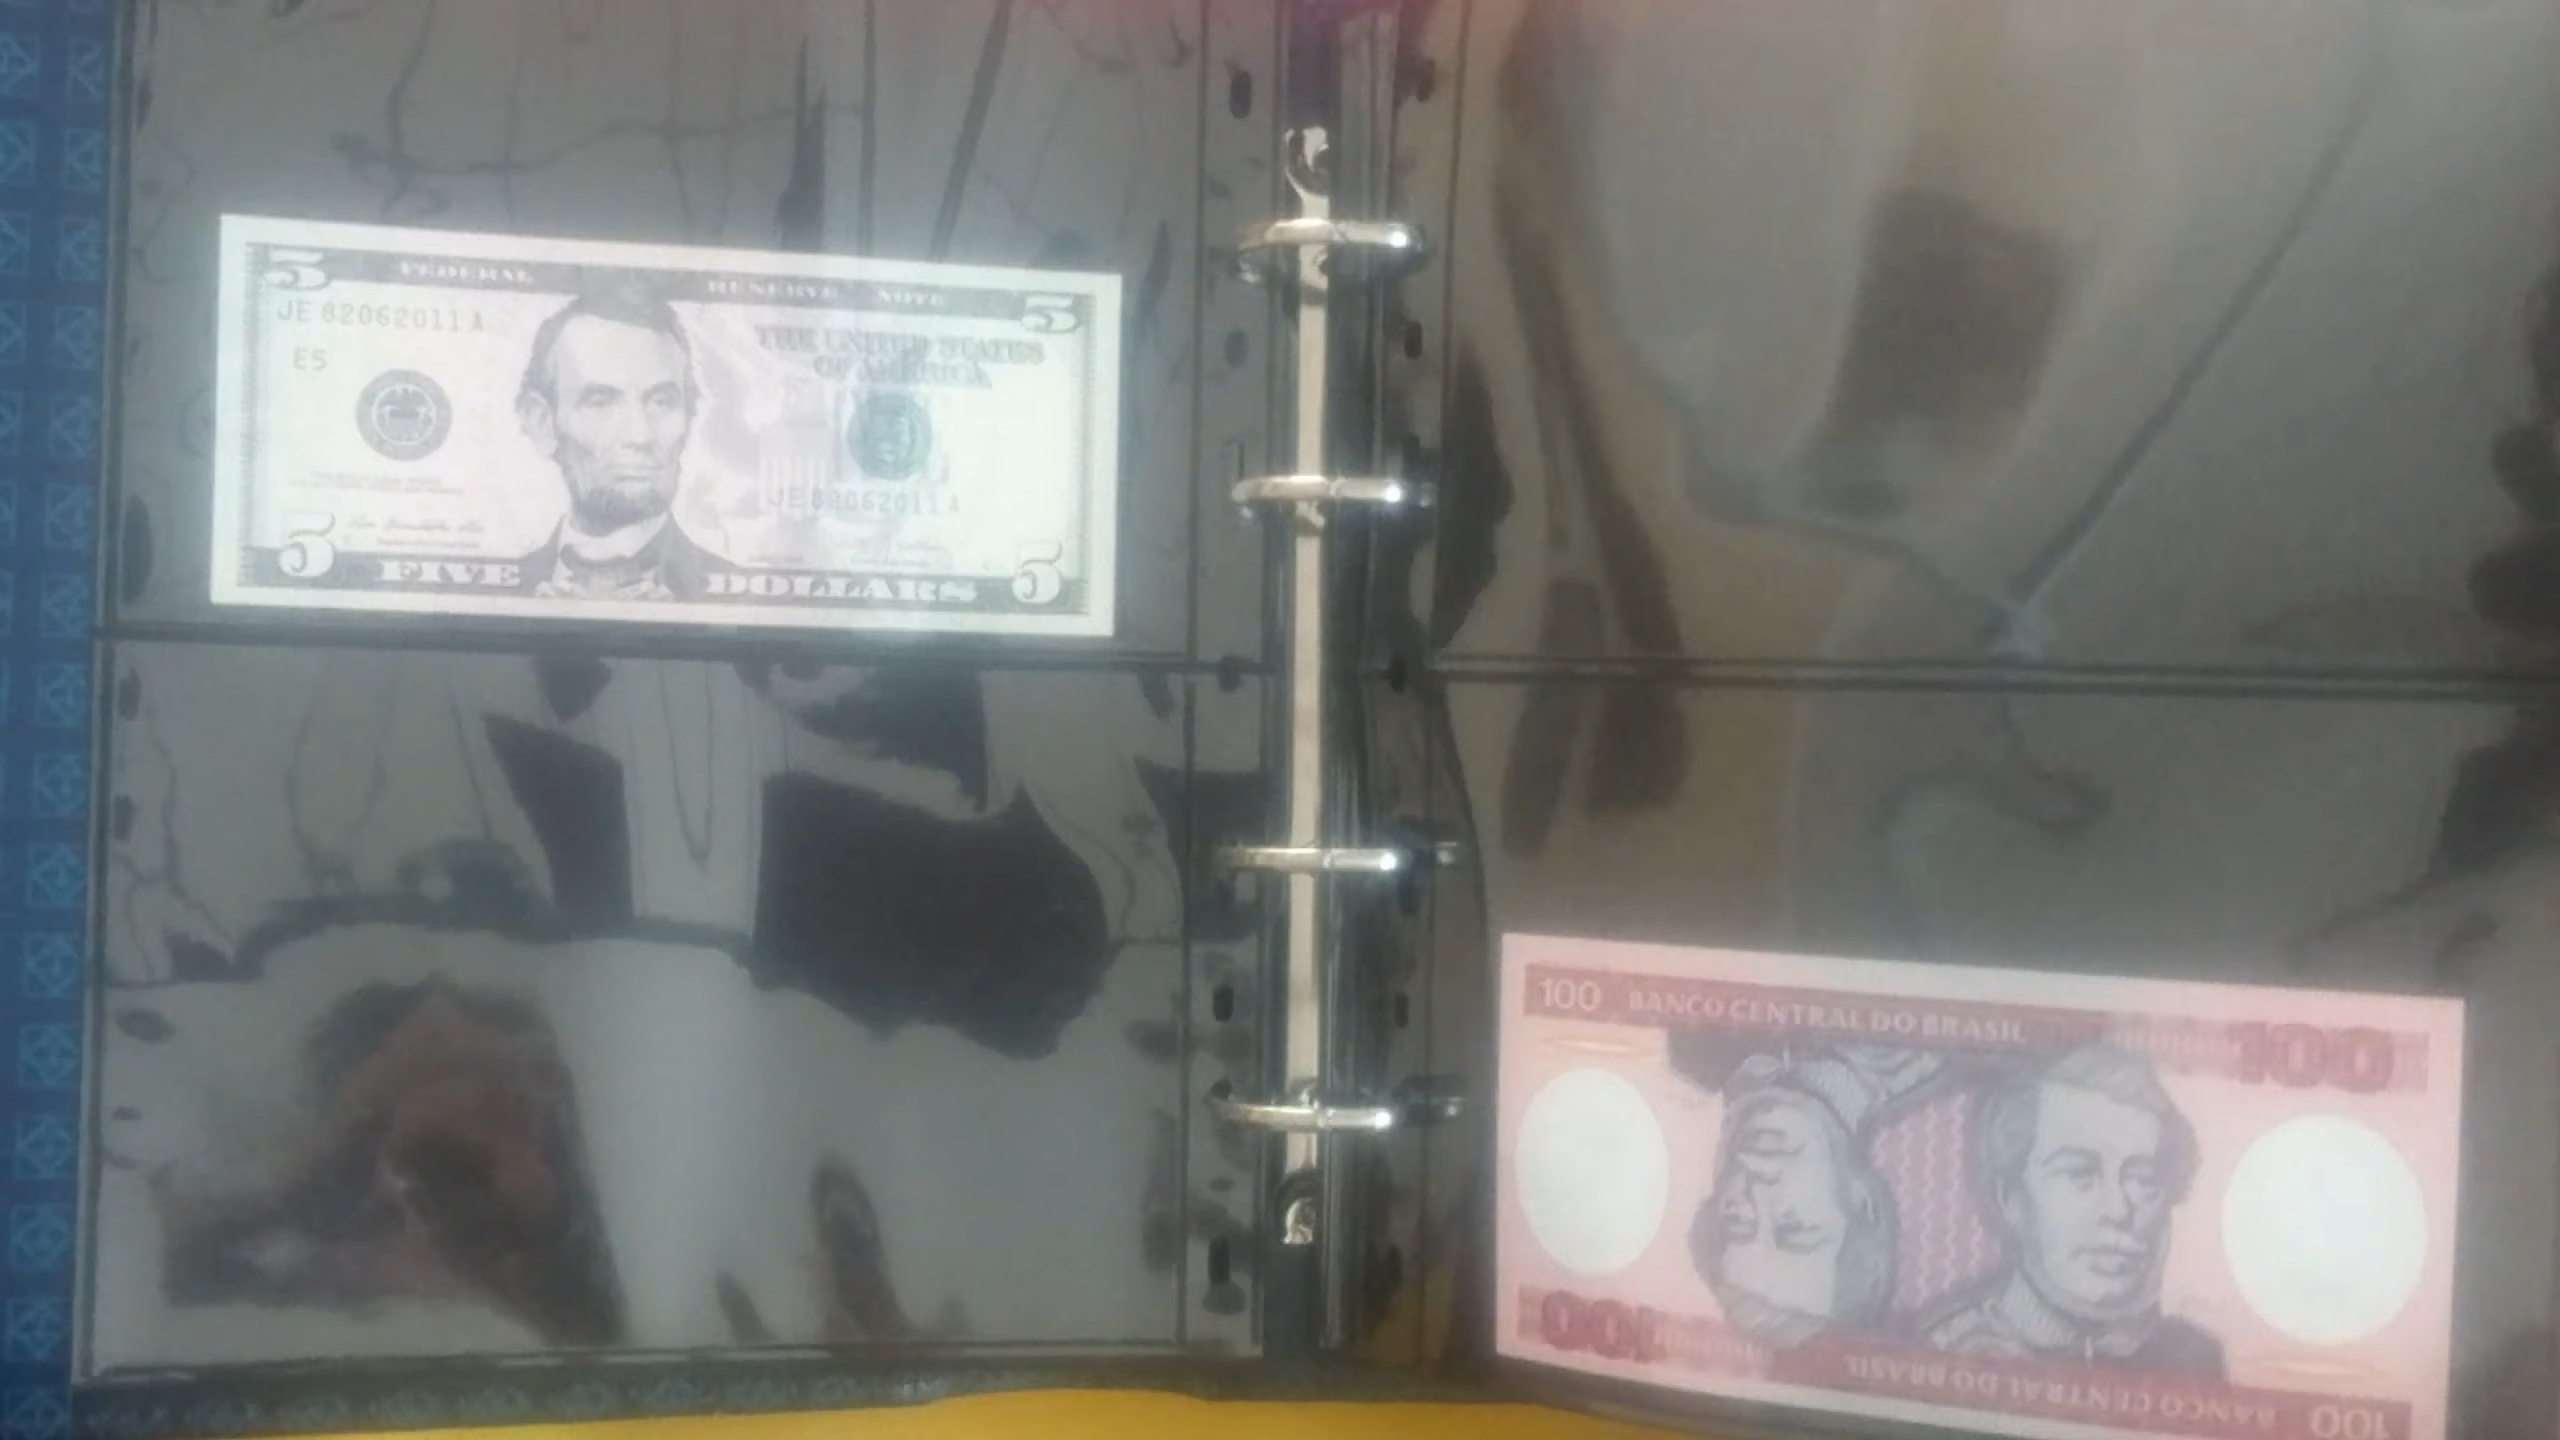 5 FEDERAL RESERVE NOTE 5
JE 82062011 A
THE UNITED STATES
OF AMERICA
E5
JE 82062011 A
5 FIVE DOLLARS 5
100 BANCO CENTRAL DO BRASIL 100
100 BANCO CENTRAL DO BRASIL 100